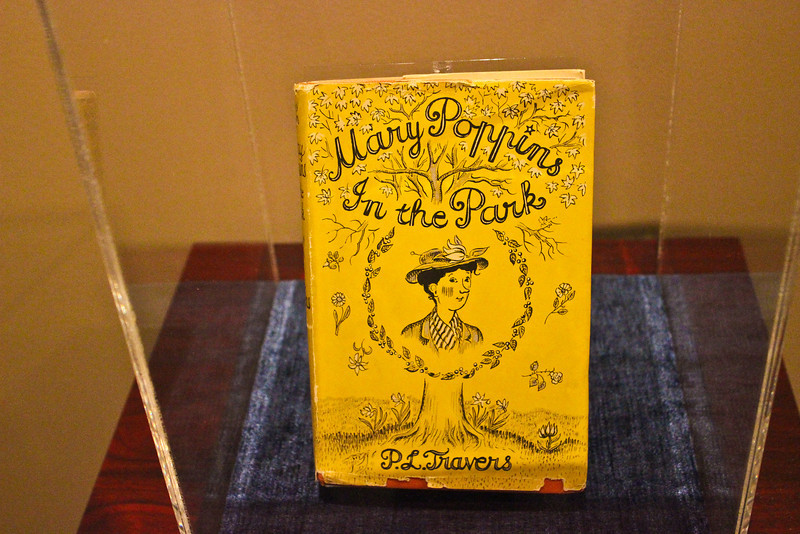 Mary Poppins
In the Park
P.L.Travers